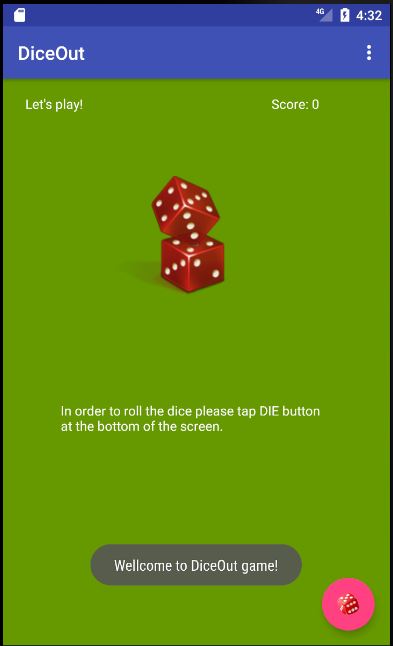 4G 4:32
DiceOut
Let's play! Score: 0
In order to roll the dice please tap DIE button
at the bottom of the screen.
Wellcome to DiceOut game!